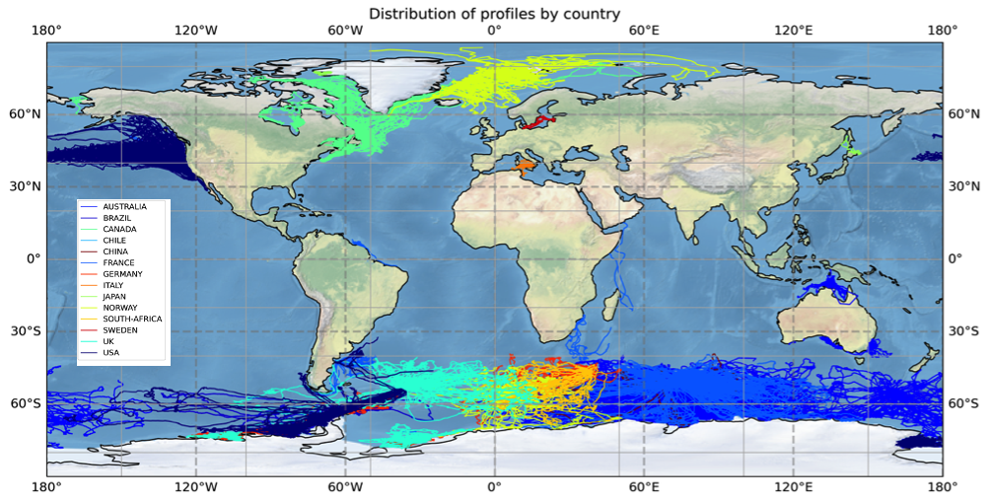 Distribution of profiles by country
180° 120°W 60°W 0° 60°E 120°E 180°
60°N 60°N
30°N 30°N
AUSTRALIA
BRAZIL
CANADA
CHILE
CHINA
FRANCE
GERMANY
ITALY
JAPAN
NORWAY
SOUTH-AFRICA
SWEDEN
UK
USA
0° 0°
30°S 30°S
60°S 60°S
180° 120°W 60°W 0° 60°E 120°E 180°